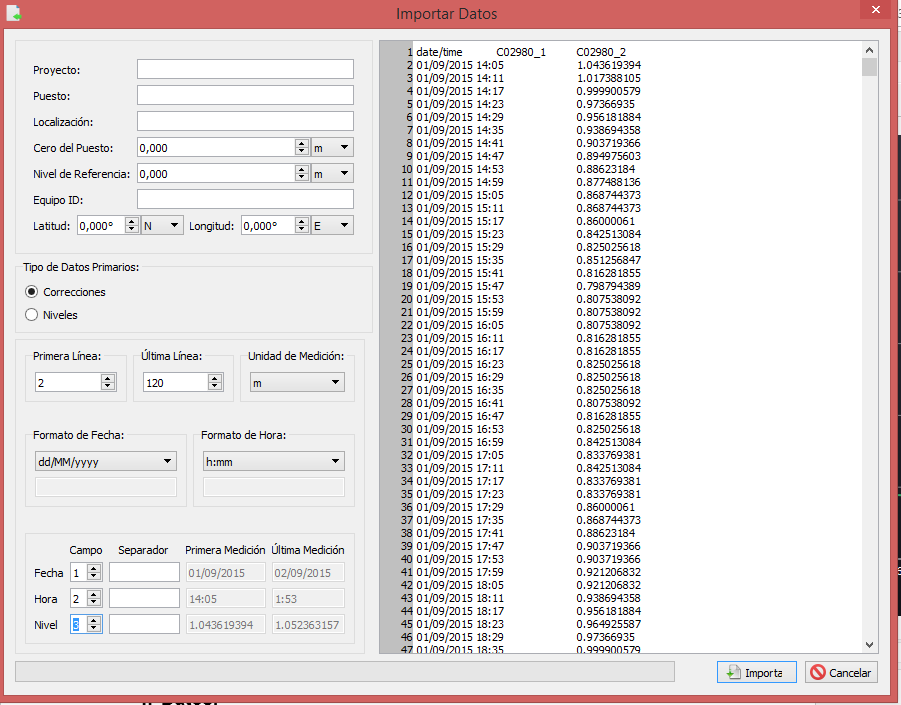 Importar Datos
Proyecto:
Puesto:
Localización:
Cero del Puesto: 0,000 m
Nivel de Referencia: 0,000 m
Equipo ID:
Latitud: 0,000° N Longitud: 0,000° E
Tipo de Datos Primarios:
Correcciones
Niveles
Primera Línea: Última Línea: Unidad de Medición:
2 120 m
Formato de Fecha: Formato de Hora:
dd/MM/yyyy h:mm
Campo Separador Primera Medición Última Medición
Fecha 1 01/09/2015 02/09/2015
Hora 2 14:05 1:53
Nivel 3 1.043619394 1.052363157
1 date/time C02980_1 C02980_2
2 01/09/2015 14:05 1.043619394
3 01/09/2015 14:11 1.017388105
4 01/09/2015 14:17 0.999900579
5 01/09/2015 14:23 0.97366935
6 01/09/2015 14:29 0.956181884
7 01/09/2015 14:35 0.938694358
8 01/09/2015 14:41 0.903719366
9 01/09/2015 14:47 0.894975603
10 01/09/2015 14:53 0.88623184
11 01/09/2015 14:59 0.877488136
12 01/09/2015 15:05 0.868744373
13 01/09/2015 15:11 0.868744373
14 01/09/2015 15:17 0.86000061
15 01/09/2015 15:23 0.842513084
16 01/09/2015 15:29 0.825025618
17 01/09/2015 15:35 0.851256847
18 01/09/2015 15:41 0.816281855
19 01/09/2015 15:47 0.798794389
20 01/09/2015 15:53 0.807538092
21 01/09/2015 15:59 0.807538092
22 01/09/2015 16:05 0.807538092
23 01/09/2015 16:11 0.816281855
24 01/09/2015 16:17 0.816281855
25 01/09/2015 16:23 0.825025618
26 01/09/2015 16:29 0.825025618
27 01/09/2015 16:35 0.825025618
28 01/09/2015 16:41 0.807538092
29 01/09/2015 16:47 0.816281855
30 01/09/2015 16:53 0.825025618
31 01/09/2015 16:59 0.842513084
32 01/09/2015 17:05 0.833769381
33 01/09/2015 17:11 0.842513084
34 01/09/2015 17:17 0.833769381
35 01/09/2015 17:23 0.833769381
36 01/09/2015 17:29 0.86000061
37 01/09/2015 17:35 0.868744373
38 01/09/2015 17:41 0.88623184
39 01/09/2015 17:47 0.903719366
40 01/09/2015 17:53 0.903719366
41 01/09/2015 17:59 0.921206832
42 01/09/2015 18:05 0.921206832
43 01/09/2015 18:11 0.938694358
44 01/09/2015 18:17 0.956181884
45 01/09/2015 18:23 0.964925587
46 01/09/2015 18:29 0.97366935
47 01/09/2015 18:35 0.999900579
Importa Cancelar